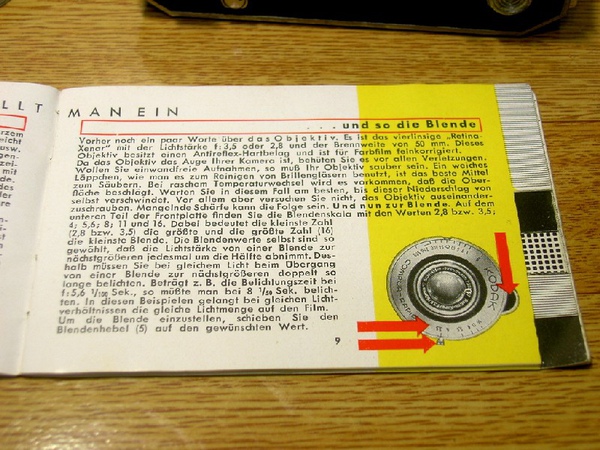 LLT
MAN EIN
. . . . und so die Blende
Vorher noch ein paar Worte über das Objektiv. Es ist das vierlinsige „Retina-
Xenar" mit der Lichtstärke f: 3,5 oder 2,8 und der Brennweite von 50 mm. Dieses
Objektiv besitzt einen Antireflex-Hartbelag und ist für Farbfilm feinkorrigiert.
Da das Objektiv das Auge Ihrer Kamera ist, behüten Sie es vor allen Verletzungen.
Wollen Sie einwandfreie Aufnahmen, so muß Ihr Objektiv sauber sein. Ein weiches
Läppchen, wie man es zum Reinigen von Brillengläsern benutzt, ist das beste Mittel
zum Säubern. Bei raschem Temperaturwechsel wird es vorkommen, daß die Ober-
fläche beschlägt. Warten Sie in diesem Fall am besten, bis dieser Niederschlag von
selbst verschwindet. Vor allem aber versuchen Sie nicht, das Objektiv auseinander-
zuschrauben. Mangelnde Schärfe kann die Folge sein. Und nun zur Blende. Auf dem
unteren Teil der Frontplatte finden Sie die Blendenskala mit den Werten 2,8 bzw. 3,5;
4; 5,6; 8; 11 und 16. Dabei bedeutet die kleinste Zahl
(2,8 bzw. 3,5) die größte und die größte Zahl (16)
die kleinste Blende. Die Blendenwerte selbst sind so
gewählt, daß die Lichtstärke von einer Blende zur
nächstgrößeren jedesmal um die Hälfte abnimmt. Des-
halb müssen Sie bei gleichem Licht beim Übergang
von einer Blende zur nächstgrößeren doppelt so
lange belichten. Beträgt z. B. die Belichtungszeit bei
f: 5,6 1/100 Sek., so müßte man bei 8 1/50 Sek. belich-
ten. In diesen Beispielen gelangt bei gleichen Licht-
verhältnissen die gleiche Lichtmenge auf den Film.
Um die Blende einzustellen, schieben Sie den
Blendenhebel (5) auf den gewünschten Wert.
9
KODAK